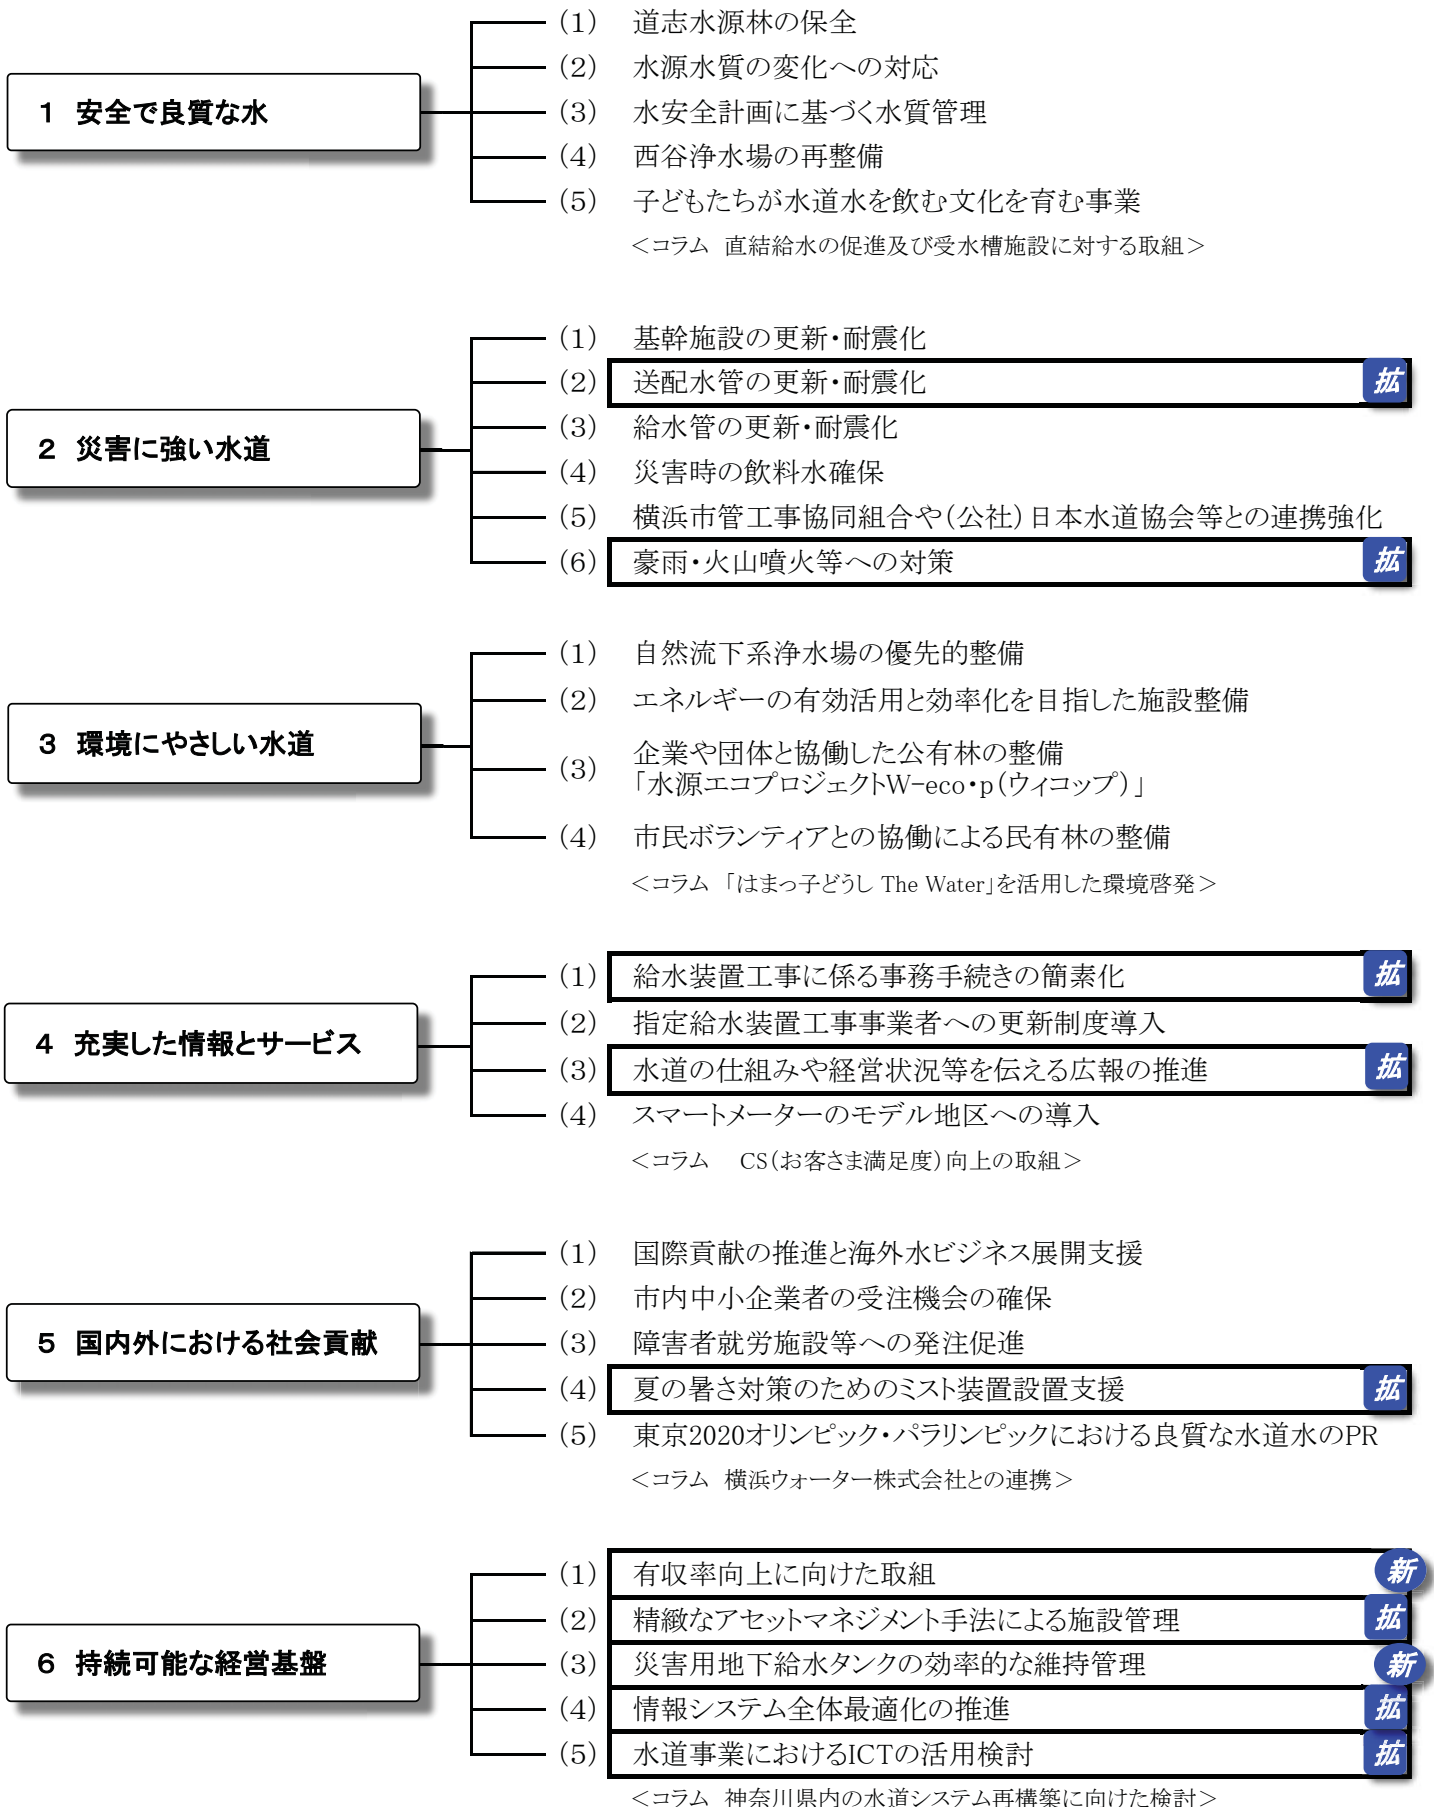 1 安全で良質な水
(1) 道志水源林の保全
(2) 水源水質の変化への対応
(3) 水安全計画に基づく水質管理
(4) 西谷浄水場の再整備
(5) 子どもたちが水道水を飲む文化を育む事業
＜コラム 直結給水の促進及び受水槽施設に対する取組＞
2 災害に強い水道
(1) 基幹施設の更新・耐震化
(2) 送配水管の更新・耐震化 拡
(3) 給水管の更新・耐震化
(4) 災害時の飲料水確保
(5) 横浜市管工事協同組合や(公社)日本水道協会等との連携強化
(6) 豪雨・火山噴火等への対策 拡
3 環境にやさしい水道
(1) 自然流下系浄水場の優先的整備
(2) エネルギーの有効活用と効率化を目指した施設整備
(3) 企業や団体と協働した公有林の整備
「水源エコプロジェクトW-eco・p(ウィコップ)」
(4) 市民ボランティアとの協働による民有林の整備
＜コラム 「はまっ子どうし The Water」を活用した環境啓発＞
4 充実した情報とサービス
(1) 給水装置工事に係る事務手続きの簡素化 拡
(2) 指定給水装置工事事業者への更新制度導入
(3) 水道の仕組みや経営状況等を伝える広報の推進 拡
(4) スマートメーターのモデル地区への導入
＜コラム CS(お客さま満足度)向上の取組＞
5 国内外における社会貢献
(1) 国際貢献の推進と海外水ビジネス展開支援
(2) 市内中小企業者の受注機会の確保
(3) 障害者就労施設等への発注促進
(4) 夏の暑さ対策のためのミスト装置設置支援 拡
(5) 東京2020オリンピック・パラリンピックにおける良質な水道水のPR
＜コラム 横浜ウォーター株式会社との連携＞
6 持続可能な経営基盤
(1) 有収率向上に向けた取組 新
(2) 精緻なアセットマネジメント手法による施設管理 拡
(3) 災害用地下給水タンクの効率的な維持管理 新
(4) 情報システム全体最適化の推進 拡
(5) 水道事業におけるICTの活用検討 拡
＜コラム 神奈川県内の水道システム再構築に向けた検討＞